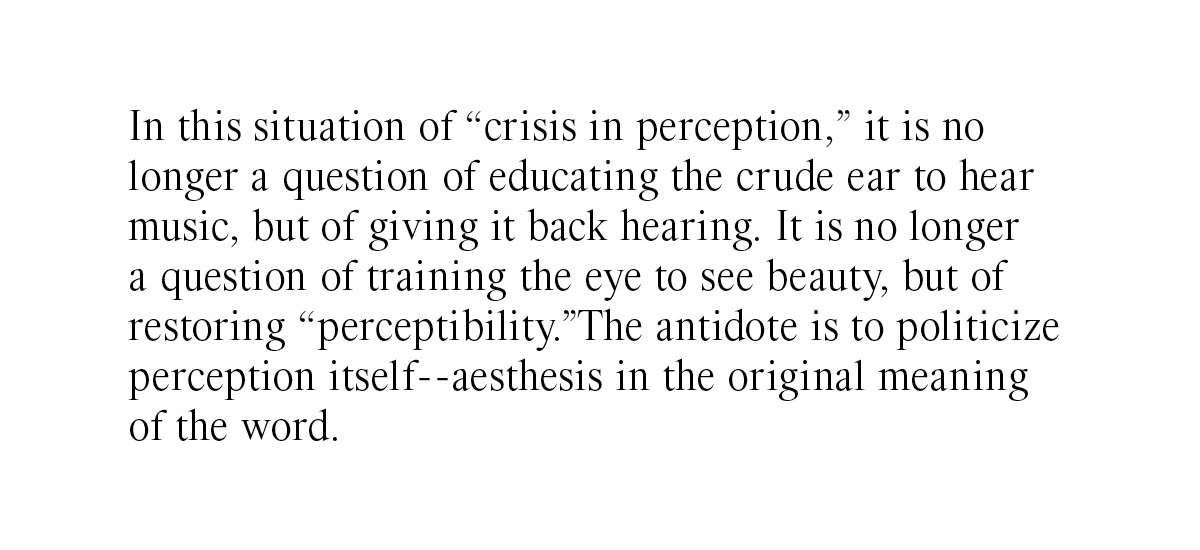 In this situation of “crisis in perception,” it is no
longer a question of educating the crude ear to hear
music, but of giving it back hearing. It is no longer
a question of training the eye to see beauty, but of
restoring “perceptibility.”The antidote is to politicize
perception itself--aesthesis in the original meaning
of the word.